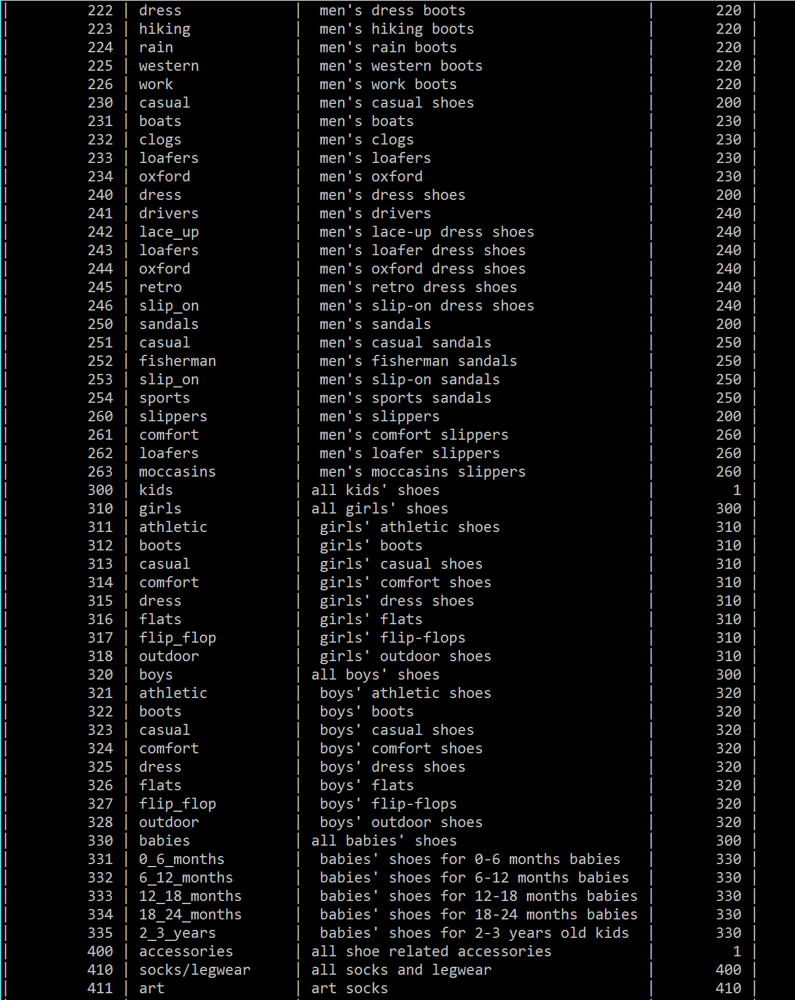 | 222 | dress | men's dress boots | 220 |
| 223 | hiking | men's hiking boots | 220 |
| 224 | rain | men's rain boots | 220 |
| 225 | western | men's western boots | 220 |
| 226 | work | men's work boots | 220 |
| 230 | casual | men's casual shoes | 200 |
| 231 | boats | men's boats | 230 |
| 232 | clogs | men's clogs | 230 |
| 233 | loafers | men's loafers | 230 |
| 234 | oxford | men's oxford | 230 |
| 240 | dress | men's dress shoes | 200 |
| 241 | drivers | men's drivers | 240 |
| 242 | lace_up | men's lace-up dress shoes | 240 |
| 243 | loafers | men's loafer dress shoes | 240 |
| 244 | oxford | men's oxford dress shoes | 240 |
| 245 | retro | men's retro dress shoes | 240 |
| 246 | slip_on | men's slip-on dress shoes | 240 |
| 250 | sandals | men's sandals | 200 |
| 251 | casual | men's casual sandals | 250 |
| 252 | fisherman | men's fisherman sandals | 250 |
| 253 | slip_on | men's slip-on sandals | 250 |
| 254 | sports | men's sports sandals | 250 |
| 260 | slippers | men's slippers | 200 |
| 261 | comfort | men's comfort slippers | 260 |
| 262 | loafers | men's loafer slippers | 260 |
| 263 | moccasins | men's moccasins slippers | 260 |
| 300 | kids | all kids' shoes | 1 |
| 310 | girls | all girls' shoes | 300 |
| 311 | athletic | girls' athletic shoes | 310 |
| 312 | boots | girls' boots | 310 |
| 313 | casual | girls' casual shoes | 310 |
| 314 | comfort | girls' comfort shoes | 310 |
| 315 | dress | girls' dress shoes | 310 |
| 316 | flats | girls' flats | 310 |
| 317 | flip_flop | girls' flip-flops | 310 |
| 318 | outdoor | girls' outdoor shoes | 310 |
| 320 | boys | all boys' shoes | 300 |
| 321 | athletic | boys' athletic shoes | 320 |
| 322 | boots | boys' boots | 320 |
| 323 | casual | boys' casual shoes | 320 |
| 324 | comfort | boys' comfort shoes | 320 |
| 325 | dress | boys' dress shoes | 320 |
| 326 | flats | boys' flats | 320 |
| 327 | flip_flop | boys' flip-flops | 320 |
| 328 | outdoor | boys' outdoor shoes | 320 |
| 330 | babies | all babies' shoes | 300 |
| 331 | 0_6_months | babies' shoes for 0-6 months babies | 330 |
| 332 | 6_12_months | babies' shoes for 6-12 months babies | 330 |
| 333 | 12_18_months | babies' shoes for 12-18 months babies | 330 |
| 334 | 18_24_months | babies' shoes for 18-24 months babies | 330 |
| 335 | 2_3_years | babies' shoes for 2-3 years old kids | 330 |
| 400 | accessories | all shoe related accessories | 1 |
| 410 | socks/legwear | all socks and legwear | 400 |
| 411 | art | art socks | 410 |